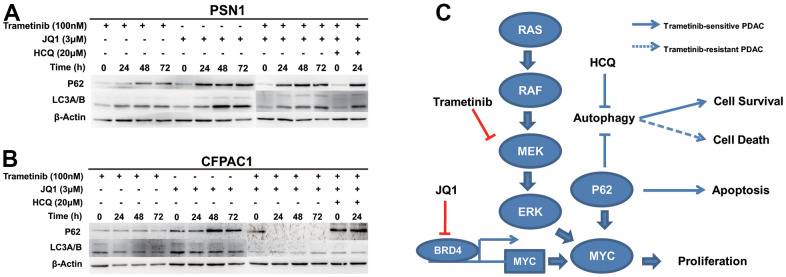 A
PSN1
Trametinib (100nM) + + + + - - - - + + + + + +
JQ1 (3μM) - - - - + + + + + + + + + +
HCQ (20μM) - - - - - - - - - - - - + +
Time (h) 0 24 48 72 0 24 48 72 0 24 48 72 0 24
P62
LC3A/B
β-Actin
B
CFPAC1
Trametinib (100nM) + + + + - - - - + + + + + +
JQ1 (3μM) - - - - + + + + + + + + + +
HCQ (20μM) - - - - - - - - - - - - + +
Time (h) 0 24 48 72 0 24 48 72 0 24 48 72 0 24
P62
LC3A/B
β-Actin
C
RAS
Trametinib-sensitive PDAC
Trametinib-resistant PDAC
HCQ
RAF
Trametinib
Autophagy
Cell Survival
Cell Death
MEK
JQ1
P62
Apoptosis
ERK
BRD4
MYC
MYC
Proliferation